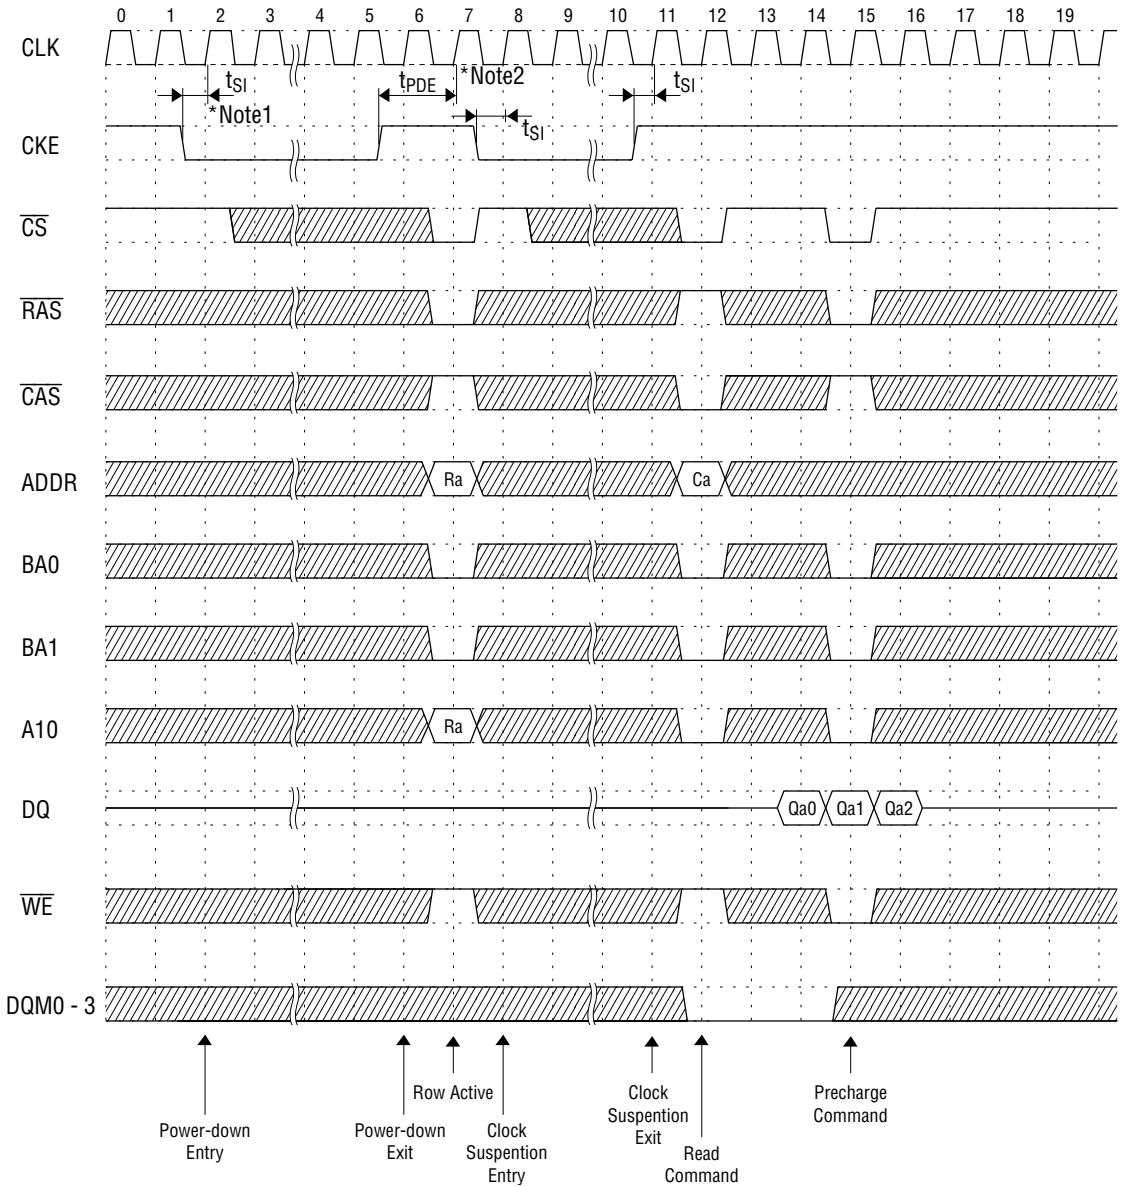 0 1 2 3 4 5 6 7 8 9 10 11 12 13 14 15 16 17 18 19
CLK
tSI
*Note1
tPDE
*Note2
tSI
tSI
CKE
CS
RAS
CAS
ADDR
Ra
Ca
BA0
BA1
A10
Ra
DQ
Qa0 Qa1 Qa2
WE
DQM0 - 3
Power-down
Entry
Power-down
Exit
Row Active
Clock
Suspention
Entry
Clock
Suspention
Exit
Read
Command
Precharge
Command